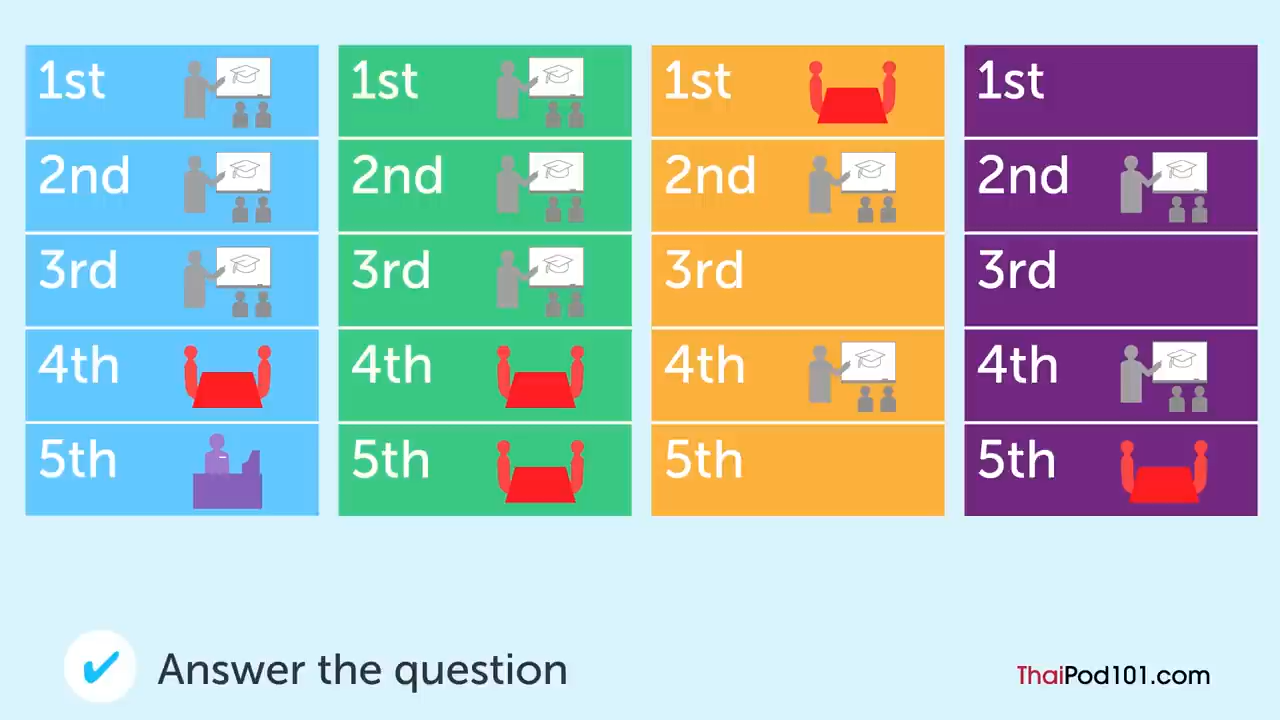 1st
2nd
3rd
4th
5th
1st
2nd
3rd
4th
5th
1st
2nd
3rd
4th
5th
1st
2nd
3rd
4th
5th
✔ Answer the question
ThaiPod101.com